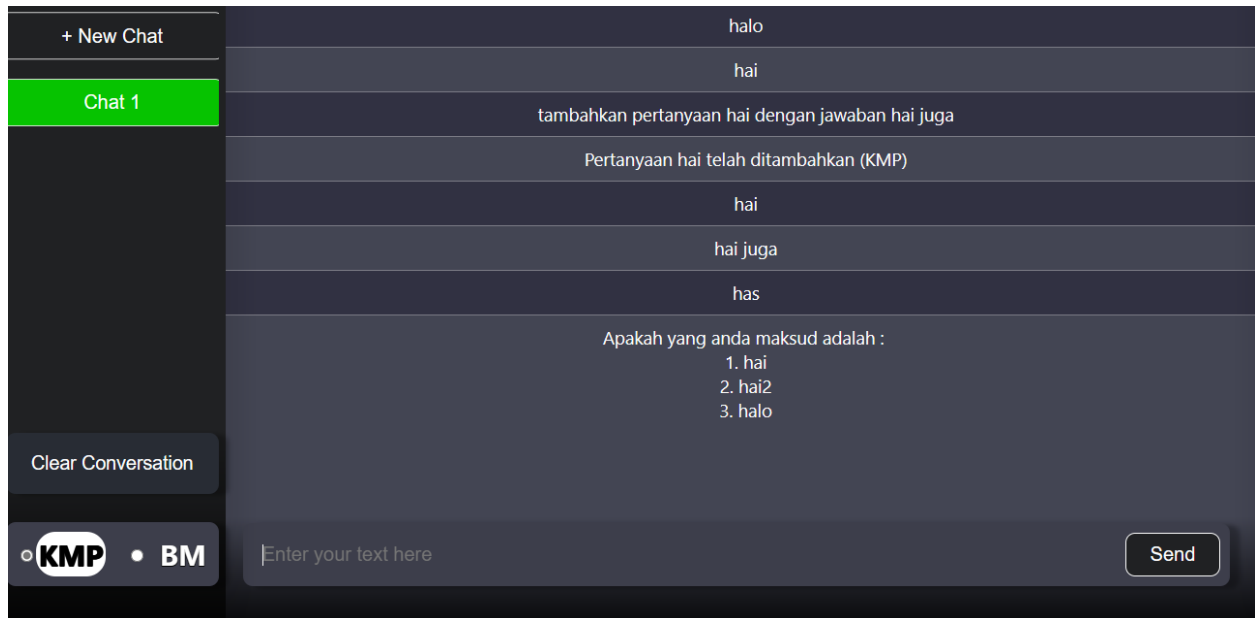 + New Chat
Chat 1
Clear Conversation
KMP
BM
halo
hai
tambahkan pertanyaan hai dengan jawaban hai juga
Pertanyaan hai telah ditambahkan (KMP)
hai
hai juga
has
Apakah yang anda maksud adalah :
1. hai
2. hai2
3. halo
Enter your text here
Send